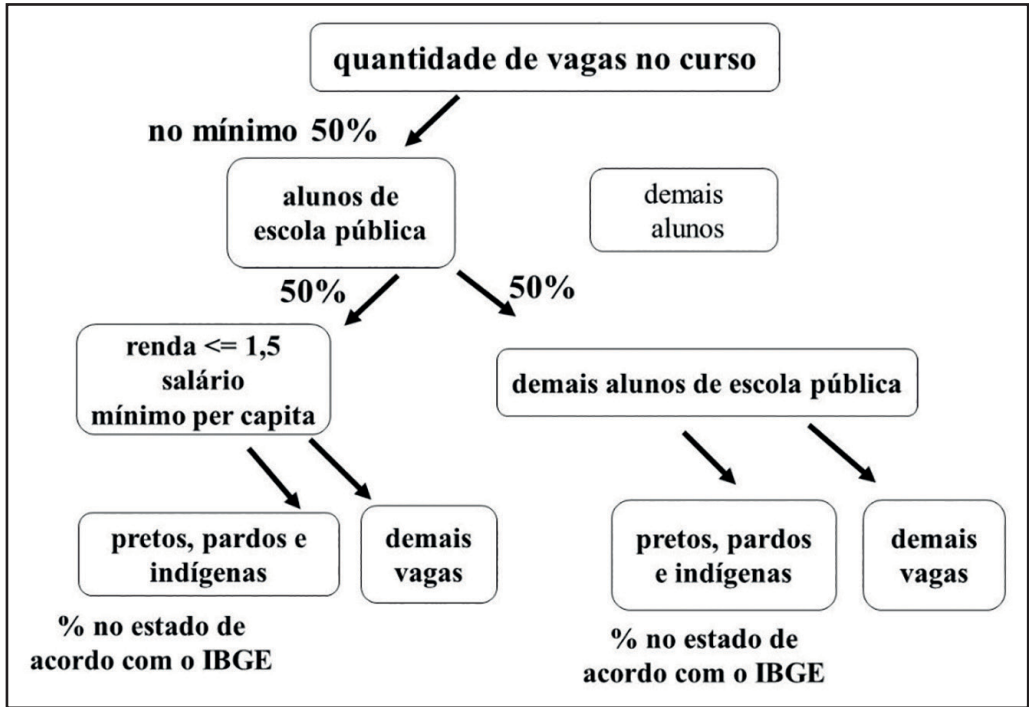 quantidade de vagas no curso
no mínimo 50%
alunos de
escola pública
demais
alunos
50%
50%
renda <= 1,5
salário
mínimo per capita
demais alunos de escola pública
pretos, pardos e
indígenas
demais
vagas
pretos, pardos
e indígenas
demais
vagas
% no estado de
acordo com o IBGE
% no estado de
acordo com o IBGE